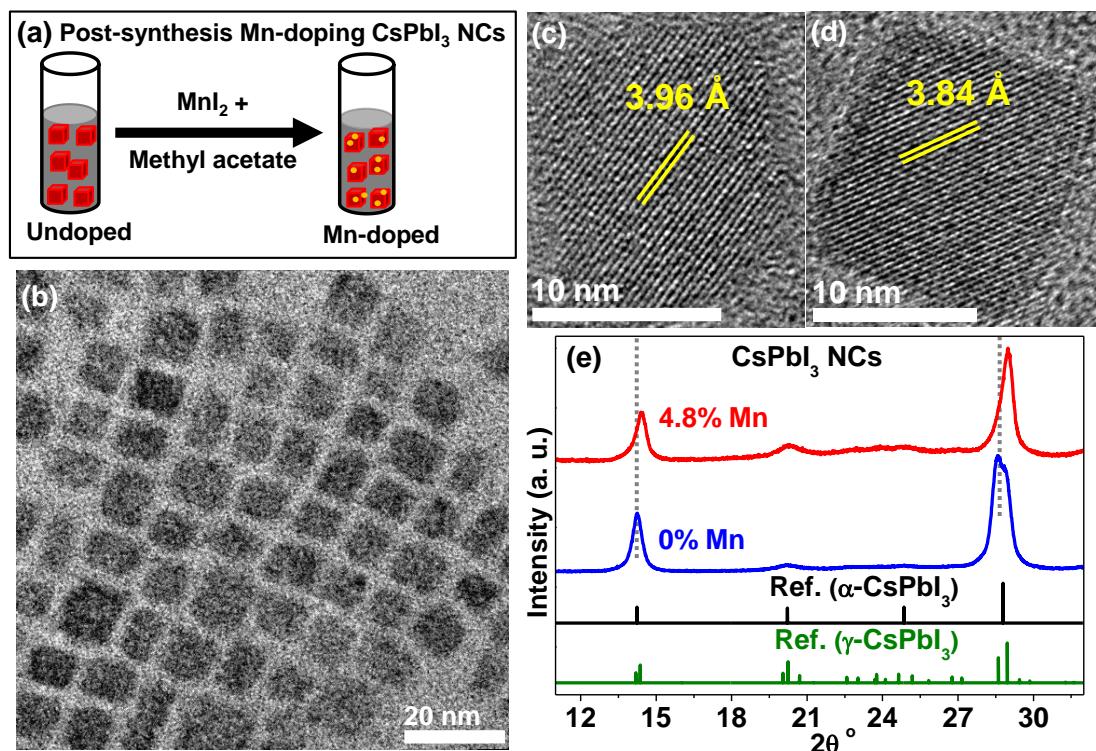 (a) Post-synthesis Mn-doping CsPbI₃ NCs
MnI₂ +
Methyl acetate
Undoped
Mn-doped
(b)
20 nm
(c)
3.96 Å
10 nm
(d)
3.84 Å
10 nm
(e)
CsPbI₃ NCs
4.8% Mn
0% Mn
Ref. (α-CsPbI₃)
Ref. (γ-CsPbI₃)
Intensity (a. u.)
12 15 18 21 24 27 30
2θ °